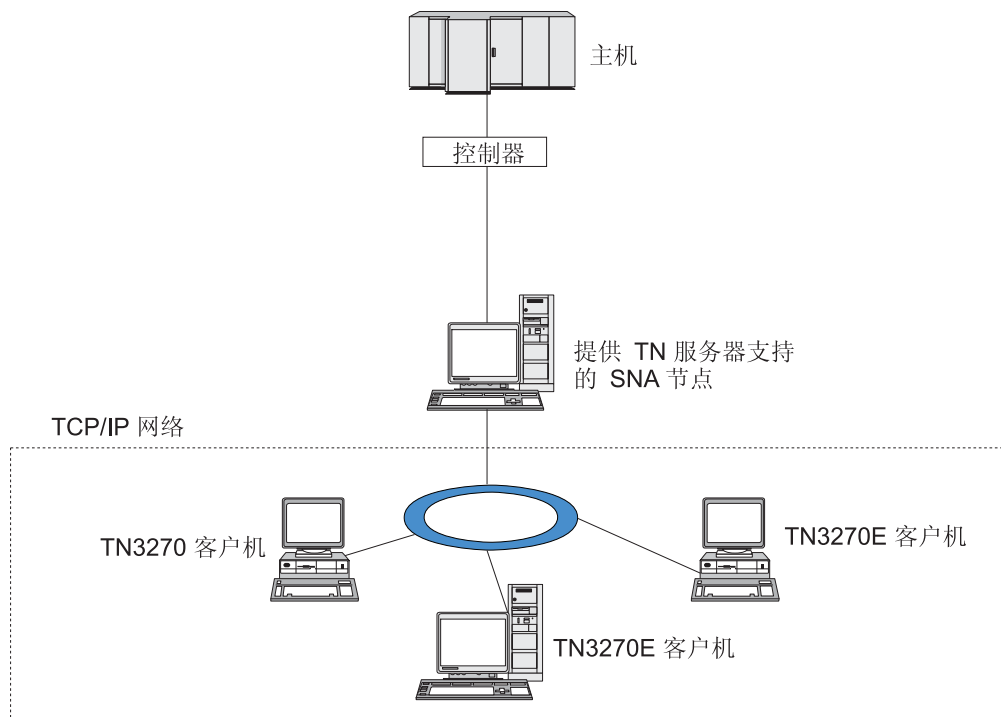 主机
控制器
提供 TN 服务器支持
的 SNA 节点
TCP/IP 网络
TN3270 客户机
TN3270E 客户机
TN3270E 客户机